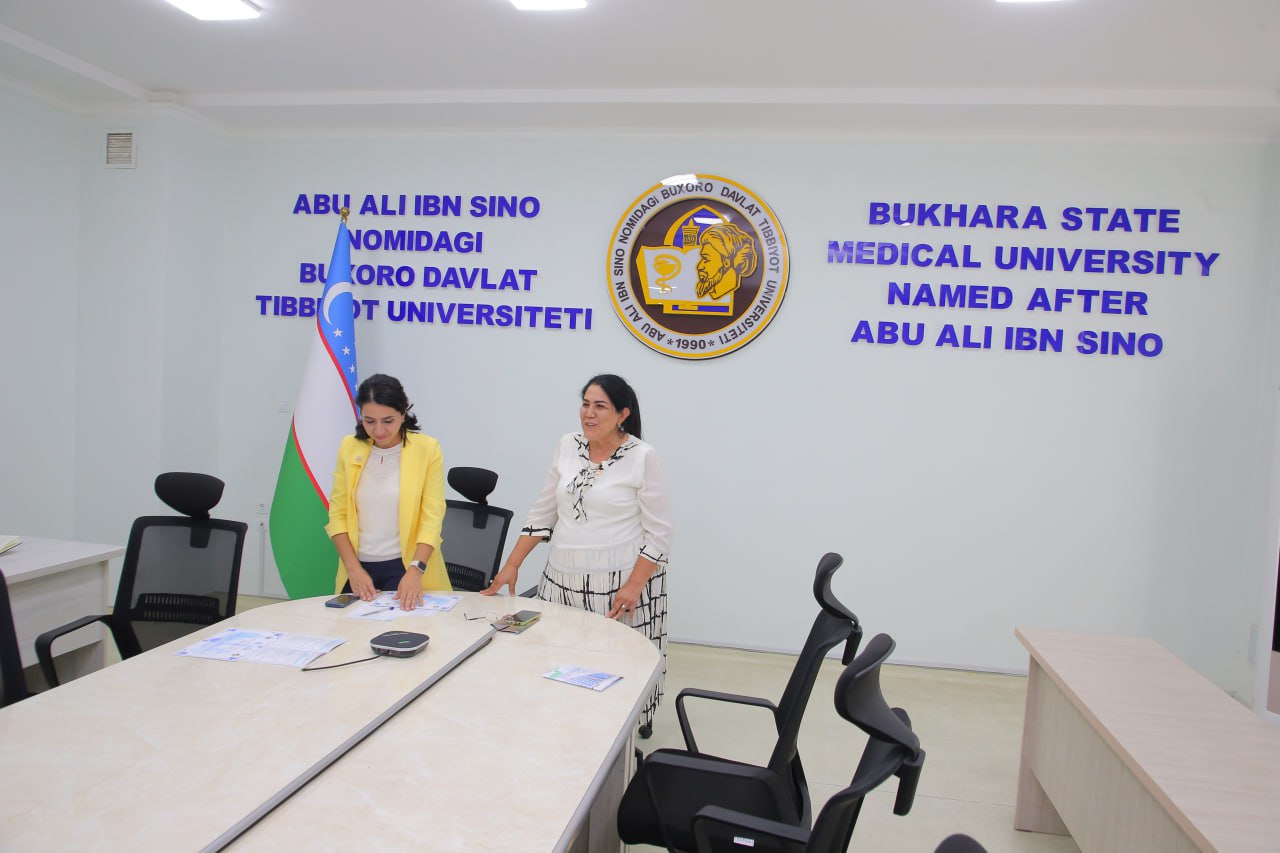 ABU ALI IBN SINO
NOMIDAGI
BUXORO DAVLAT
TIBBIYOT UNIVERSITETI
ABU ALI IBN SINO NOMIDAGI BUXORO DAVLAT TIBBIYOT UNIVERSITETI
*1990*
BUKHARA STATE
MEDICAL UNIVERSITY
NAMED AFTER
ABU ALI IBN SINO